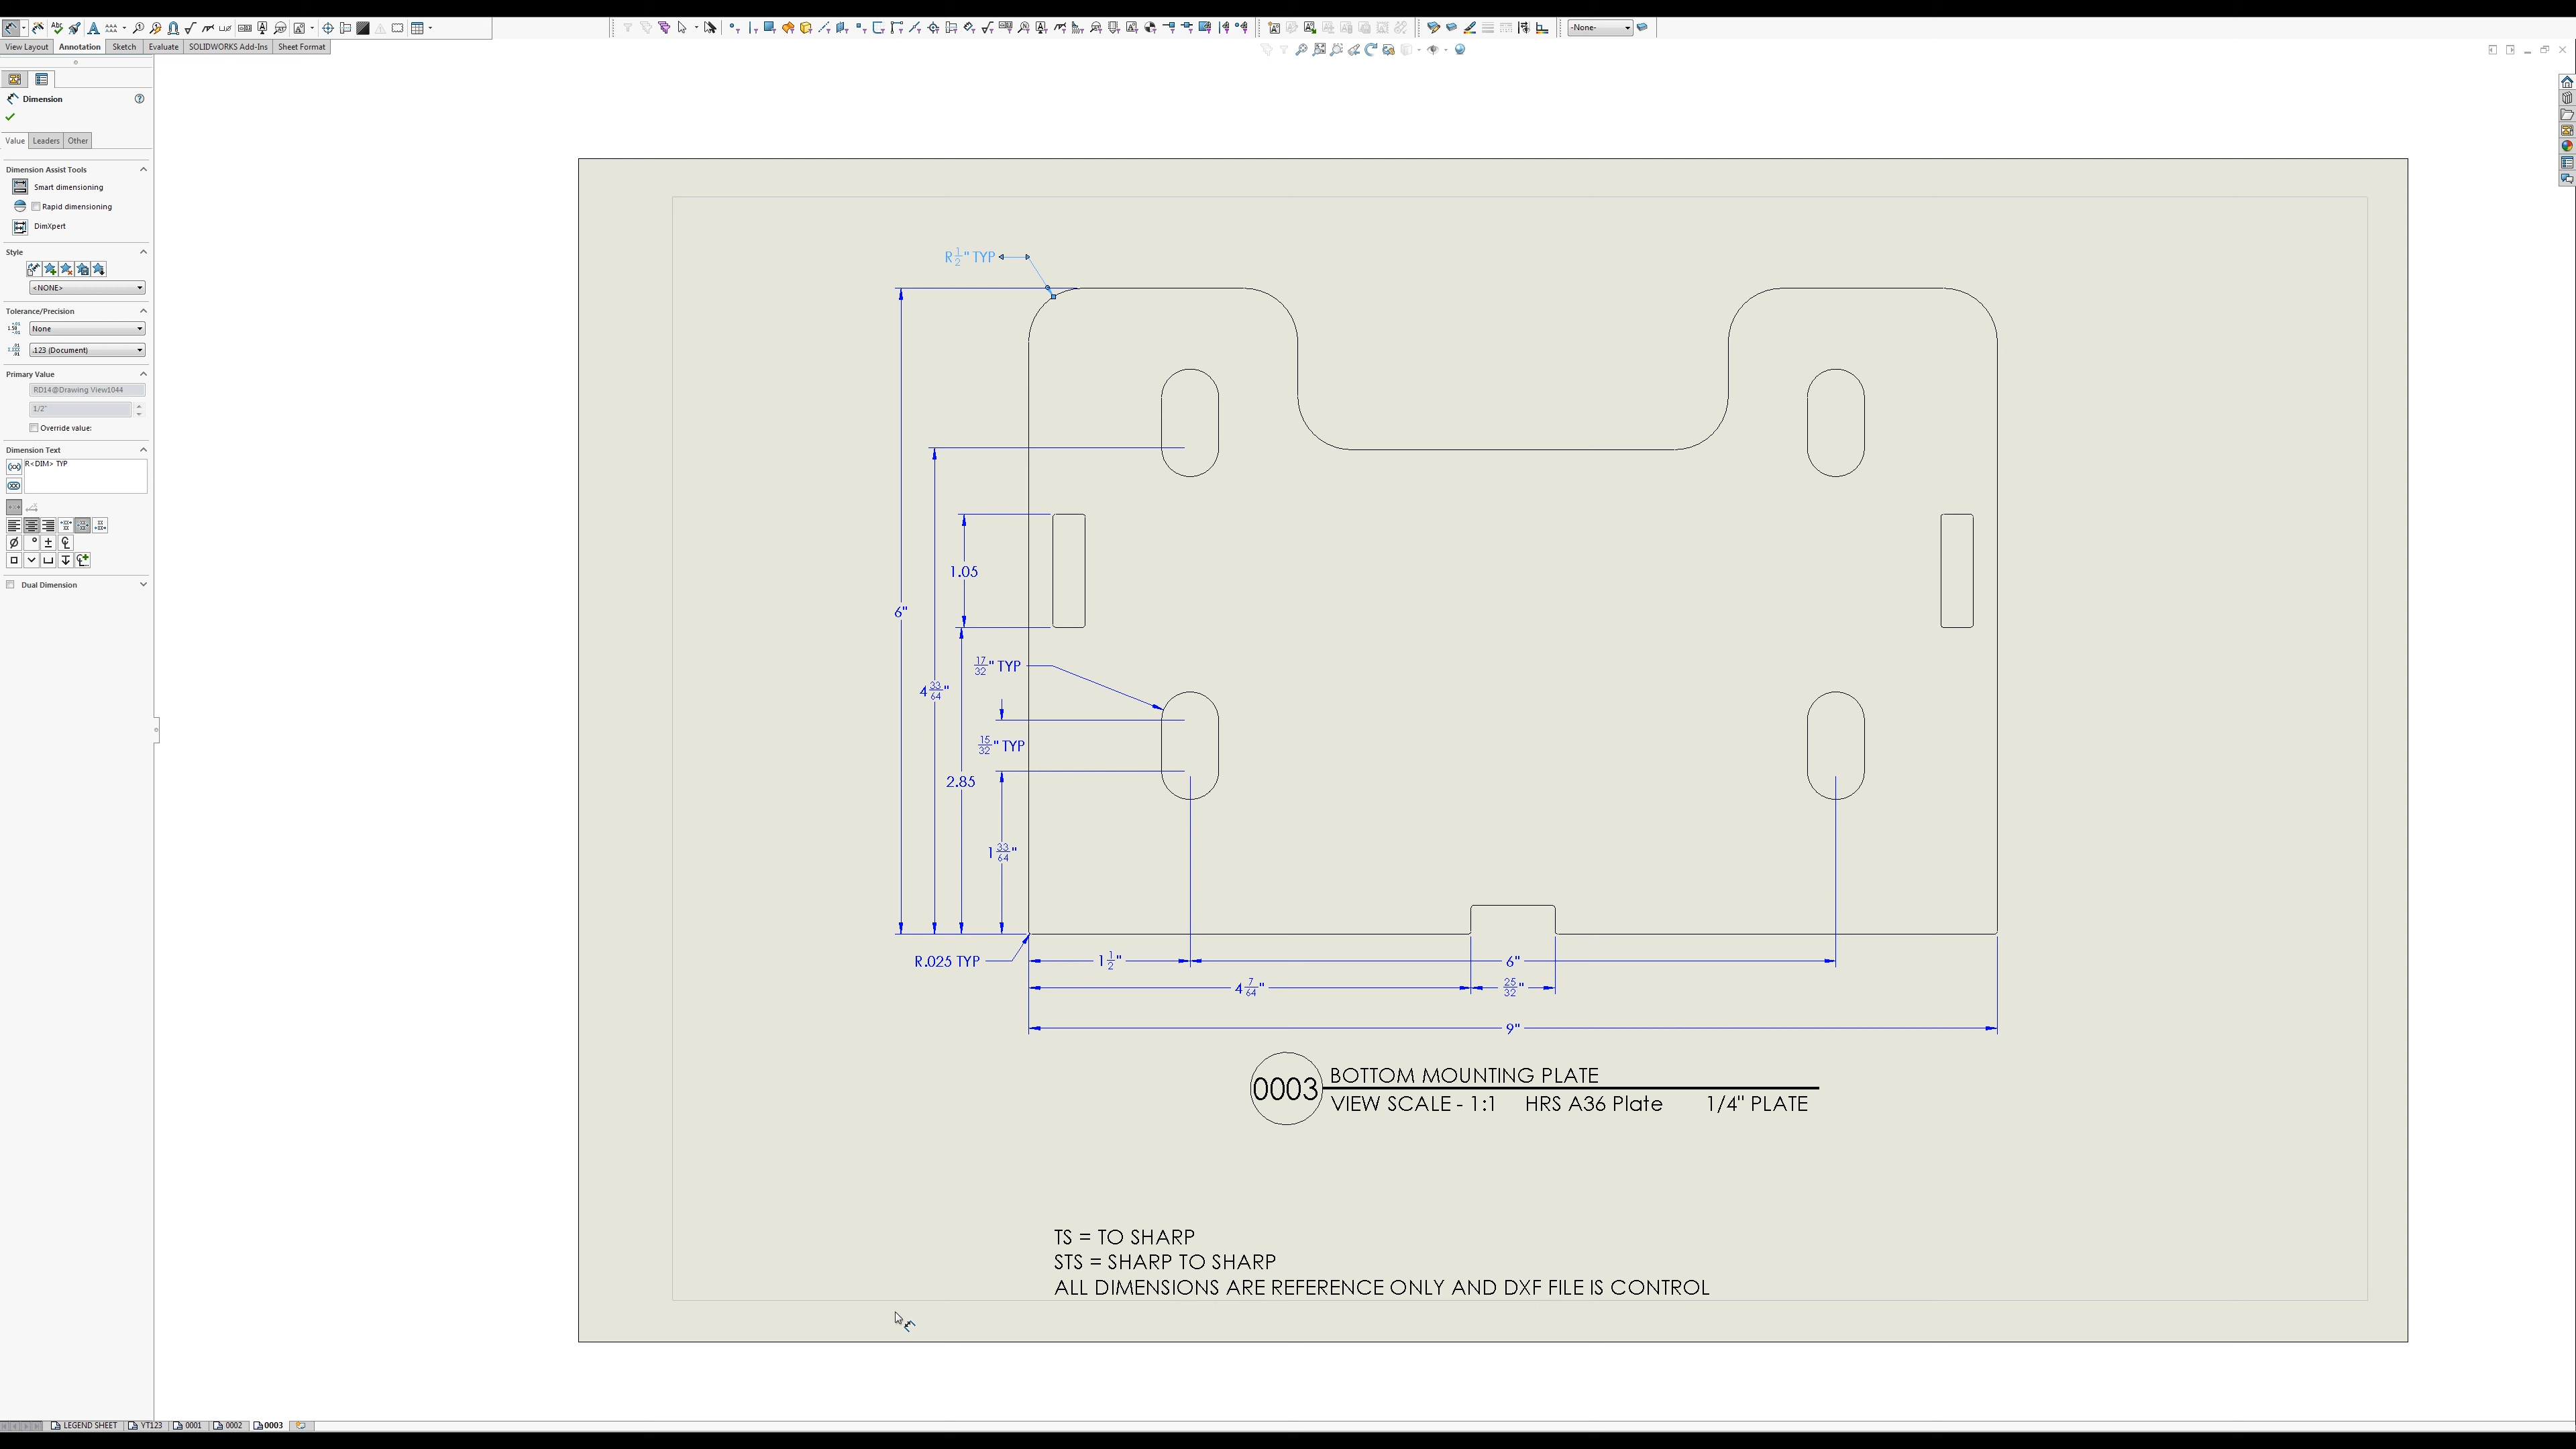 -None-
View Layout
Annotation
Sketch
Evaluate
SOLIDWORKS Add-Ins
Sheet Format
Dimension
Value
Leaders
Other
Dimension Assist Tools
Smart dimensioning
Rapid dimensioning
DimXpert
Style
<NONE>
Tolerance/Precision
None
.123 (Document)
Primary Value
RD14@Drawing View1044
1/2"
Override value:
Dimension Text
R<DIM> TYP
Dual Dimension
R1/2" TYP
1.05
6"
17/32" TYP
4 33/64"
15/32" TYP
2.85
1 33/64"
R.025 TYP
1 1/2"
6"
4 7/64"
25/32"
9"
0003
BOTTOM MOUNTING PLATE
VIEW SCALE - 1:1 HRS A36 Plate 1/4" PLATE
TS = TO SHARP
STS = SHARP TO SHARP
ALL DIMENSIONS ARE REFERENCE ONLY AND DXF FILE IS CONTROL
LEGEND SHEET
YT123
0001
0002
0003